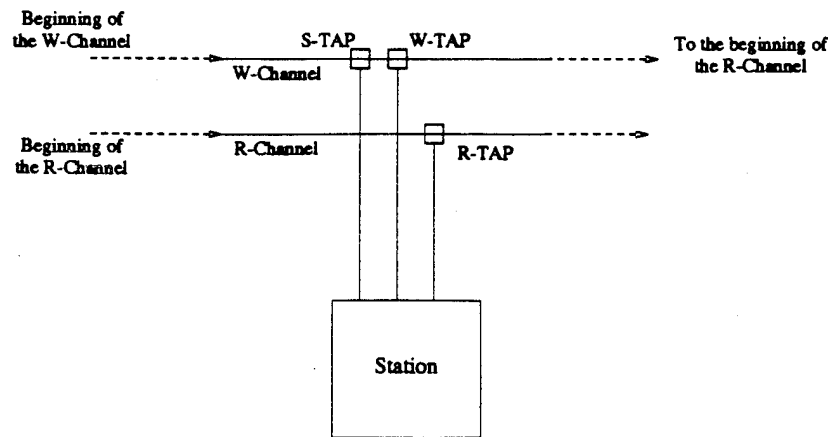 Beginning of
the W-Channel
S-TAP
W-TAP
To the beginning of
the R-Channel
W-Channel
Beginning of
the R-Channel
R-Channel
R-TAP
Station